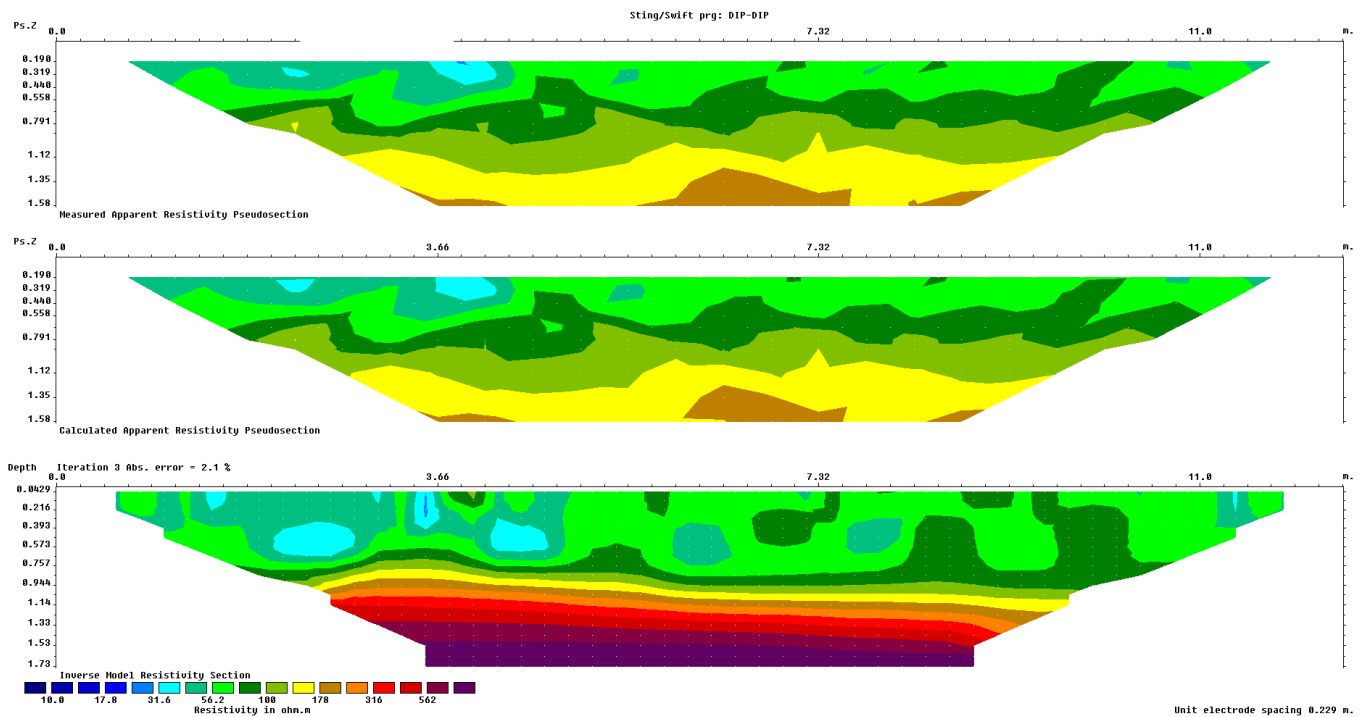 Sting/Swift prg: DIP-DIP
Ps.Z 0.0 7.32 11.0 m.
0.190
0.319
0.440
0.558
0.791
1.12
1.35
1.58
Measured Apparent Resistivity Pseudosection
Ps.Z 0.0 3.66 7.32 11.0 m.
0.190
0.319
0.440
0.558
0.791
1.12
1.35
1.58
Calculated Apparent Resistivity Pseudosection
Depth Iteration 3 Abs. error = 2.1 %
0.0 3.66 7.32 11.0 m.
0.0429
0.216
0.393
0.573
0.757
0.944
1.14
1.33
1.53
1.73
Inverse Model Resistivity Section
10.0 17.8 31.6 56.2 100 178 316 562
Resistivity in ohm.m
Unit electrode spacing 0.229 m.